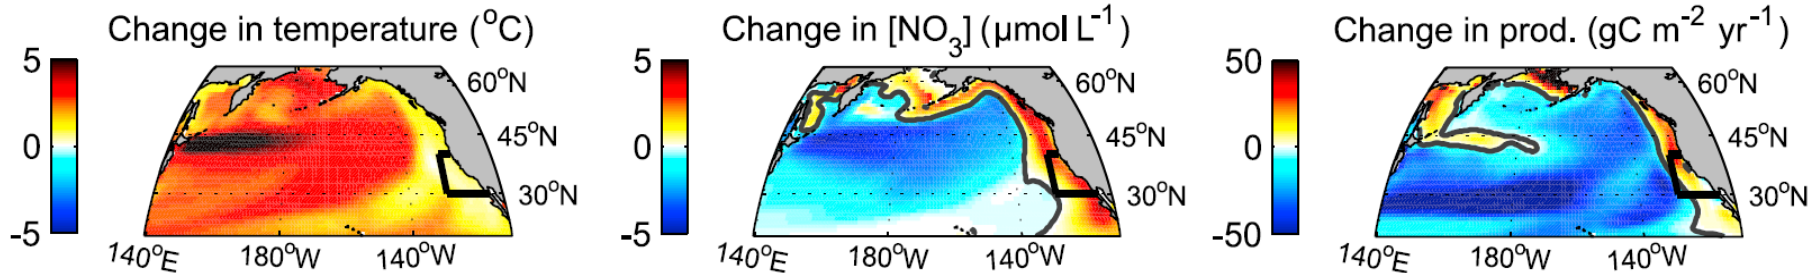 Change in temperature (°C)
5
0
-5
60°N
45°N
30°N
140°E
180°W
140°W
Change in [NO₃] (µmol L⁻¹)
5
0
-5
60°N
45°N
30°N
140°E
180°W
140°W
Change in prod. (gC m⁻² yr⁻¹)
50
0
-50
60°N
45°N
30°N
140°E
180°W
140°W